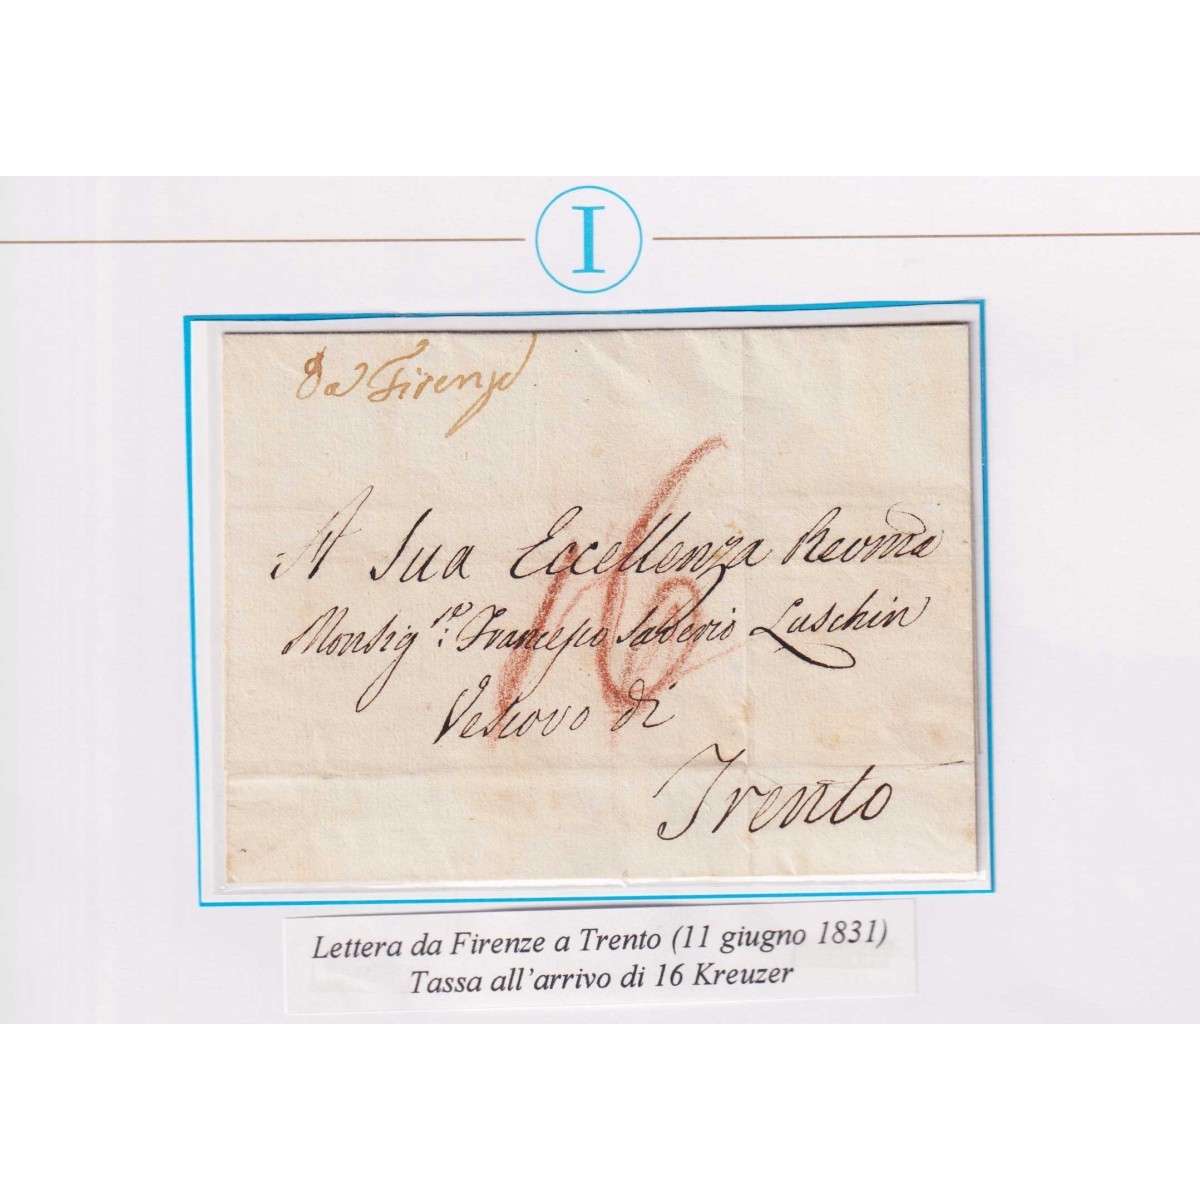 I
Da Firenze
16
A Sua Eccellenza Revma
Monsigre: Francesco Saverio Luschin
Vescovo di
Trento
Lettera da Firenze a Trento (11 giugno 1831)
Tassa all'arrivo di 16 Kreuzer